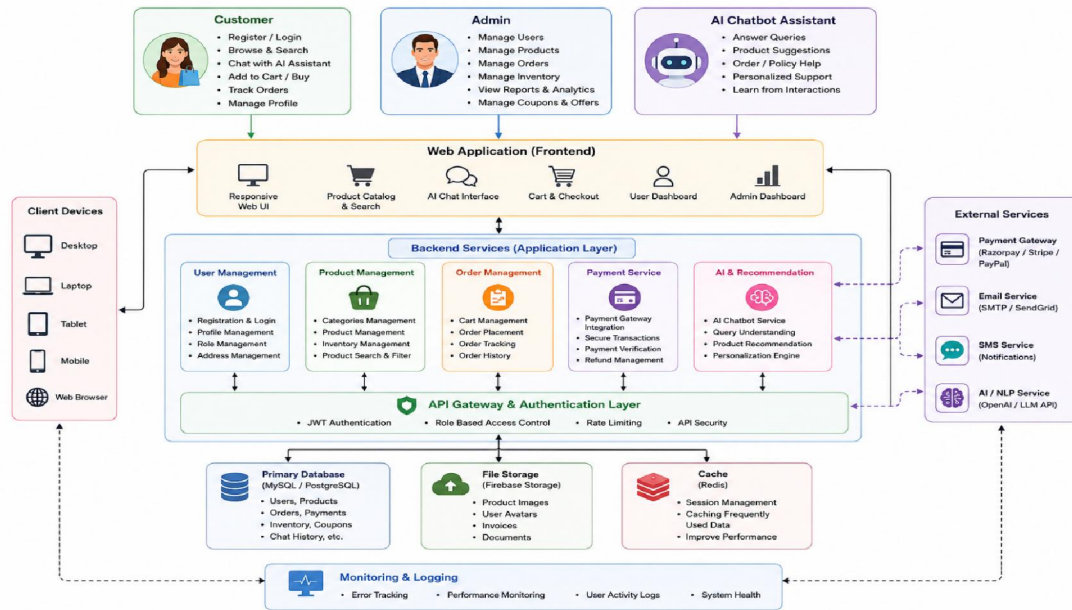 Customer
• Register / Login
• Browse & Search
• Chat with AI Assistant
• Add to Cart / Buy
• Track Orders
• Manage Profile
Admin
• Manage Users
• Manage Products
• Manage Orders
• Manage Inventory
• View Reports & Analytics
• Manage Coupons & Offers
AI Chatbot Assistant
• Answer Queries
• Product Suggestions
• Order / Policy Help
• Personalized Support
• Learn from Interactions
Web Application (Frontend)
Responsive
Web UI
Product Catalog
& Search
AI Chat Interface
Cart & Checkout
User Dashboard
Admin Dashboard
Client Devices
Desktop
Laptop
Tablet
Mobile
Web Browser
Backend Services (Application Layer)
User Management
• Registration & Login
• Profile Management
• Role Management
• Address Management
Product Management
• Categories Management
• Product Management
• Inventory Management
• Product Search & Filter
Order Management
• Cart Management
• Order Placement
• Order Tracking
• Order History
Payment Service
• Payment Gateway
Integration
• Secure Transactions
• Payment Verification
• Refund Management
AI & Recommendation
• AI Chatbot Service
• Query Understanding
• Product Recommendation
• Personalization Engine
API Gateway & Authentication Layer
• JWT Authentication
• Role Based Access Control
• Rate Limiting
• API Security
External Services
Payment Gateway
(Razorpay / Stripe /
PayPal)
Email Service
(SMTP / SendGrid)
SMS Service
(Notifications)
AI / NLP Service
(OpenAI / LLM API)
Primary Database
(MySQL / PostgreSQL)
• Users, Products
• Orders, Payments
• Inventory, Coupons
• Chat History, etc.
File Storage
(Firebase Storage)
• Product Images
• User Avatars
• Invoices
• Documents
Cache
(Redis)
• Session Management
• Caching Frequently
Used Data
• Improve Performance
Monitoring & Logging
• Error Tracking
• Performance Monitoring
• User Activity Logs
• System Health